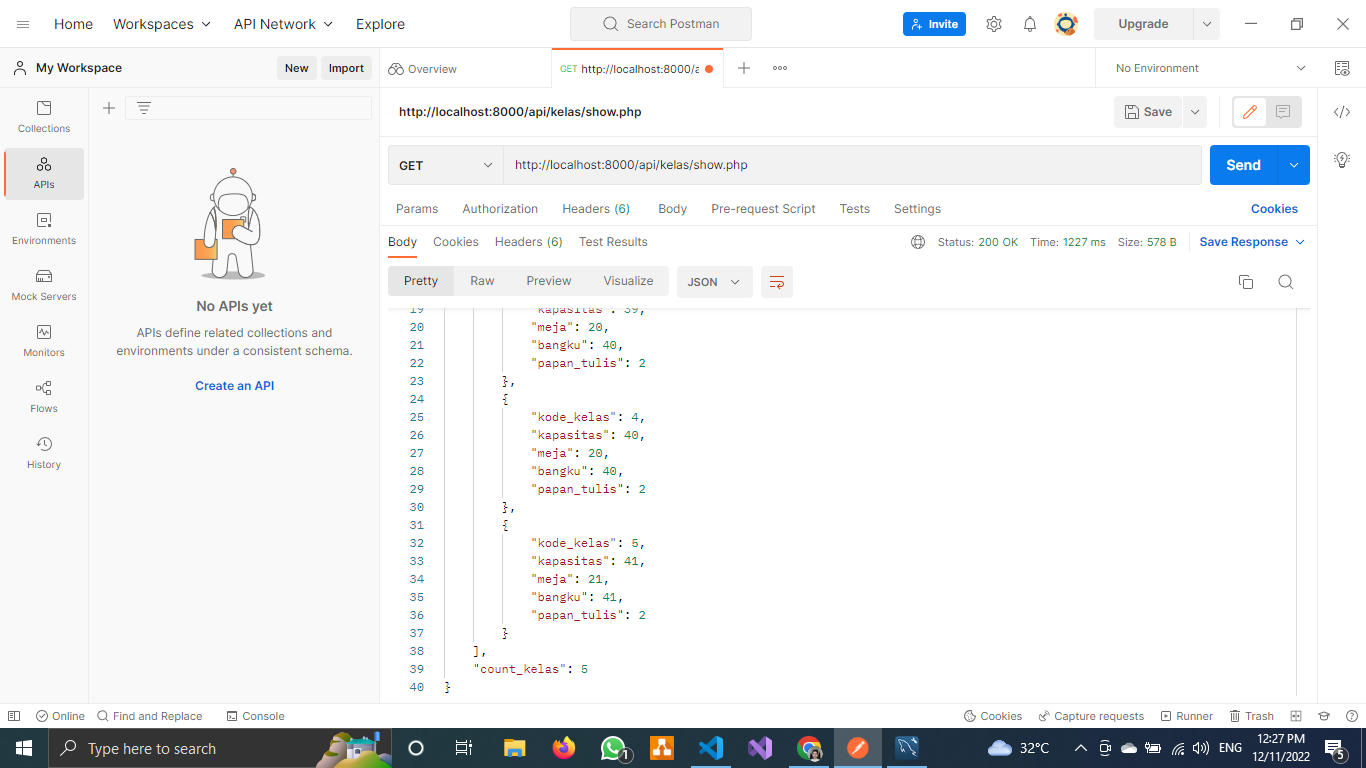 Home Workspaces API Network Explore Search Postman Invite Upgrade
My Workspace New Import Overview GET http://localhost:8000/a No Environment
Collections
APIs
Environments
Mock Servers
Monitors
Flows
History
No APIs yet
APIs define related collections and
environments under a consistent schema.
Create an API
http://localhost:8000/api/kelas/show.php Save
GET http://localhost:8000/api/kelas/show.php Send
Params Authorization Headers (6) Body Pre-request Script Tests Settings Cookies
Body Cookies Headers (6) Test Results Status: 200 OK Time: 1227 ms Size: 578 B Save Response
Pretty Raw Preview Visualize JSON
19 "kapasitas": 39,
20 "meja": 20,
21 "bangku": 40,
22 "papan_tulis": 2
23 },
24 {
25 "kode_kelas": 4,
26 "kapasitas": 40,
27 "meja": 20,
28 "bangku": 40,
29 "papan_tulis": 2
30 },
31 {
32 "kode_kelas": 5,
33 "kapasitas": 41,
34 "meja": 21,
35 "bangku": 41,
36 "papan_tulis": 2
37 }
38 ],
39 "count_kelas": 5
40 }
Online Find and Replace Console Cookies Capture requests Runner Trash
Type here to search 1 32°C ENG 12:27 PM
12/11/2022 5